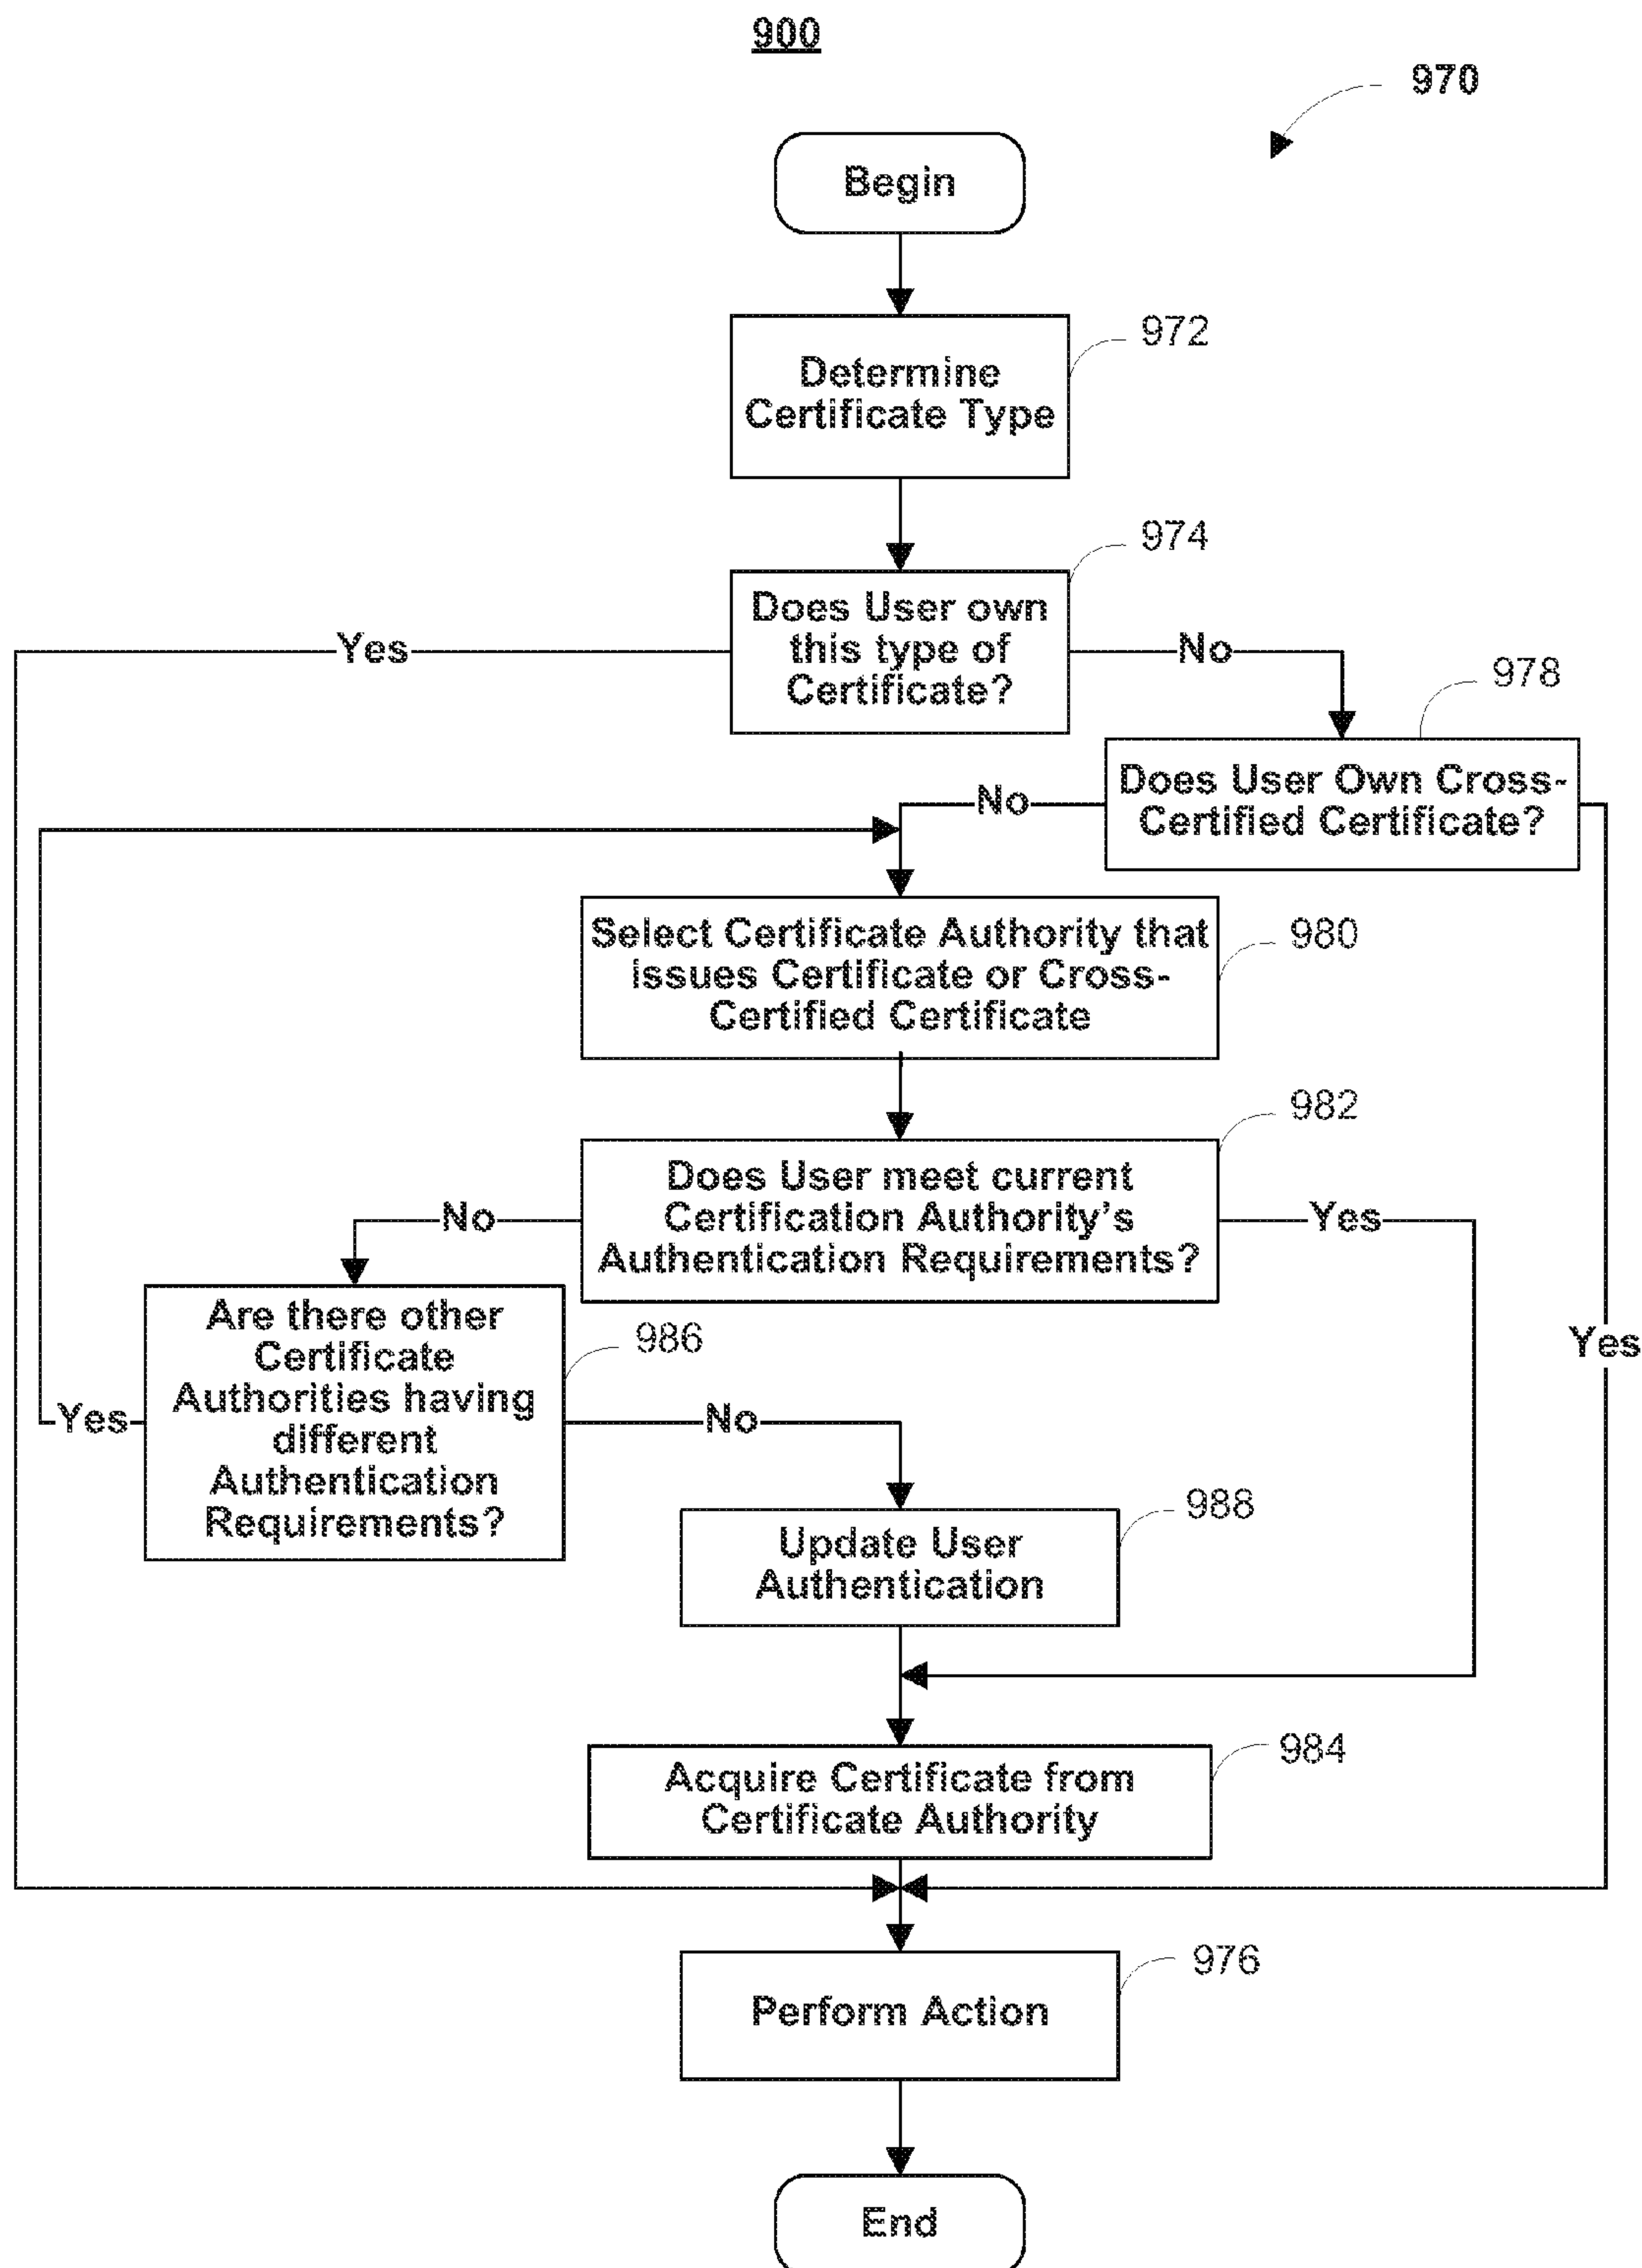 900
970
Begin
972
Determine
Certificate Type
974
Does User own
this type of
Certificate?
Yes
No
978
Does User Own Cross-
Certified Certificate?
No
Select Certificate Authority that
issues Certificate or Cross-
Certified Certificate
980
982
Does User meet current
Certification Authority's
Authentication Requirements?
No
Yes
Are there other
Certificate
Authorities having
different
Authentication
Requirements?
986
Yes
Yes
No
988
Update User
Authentication
984
Acquire Certificate from
Certificate Authority
976
Perform Action
End